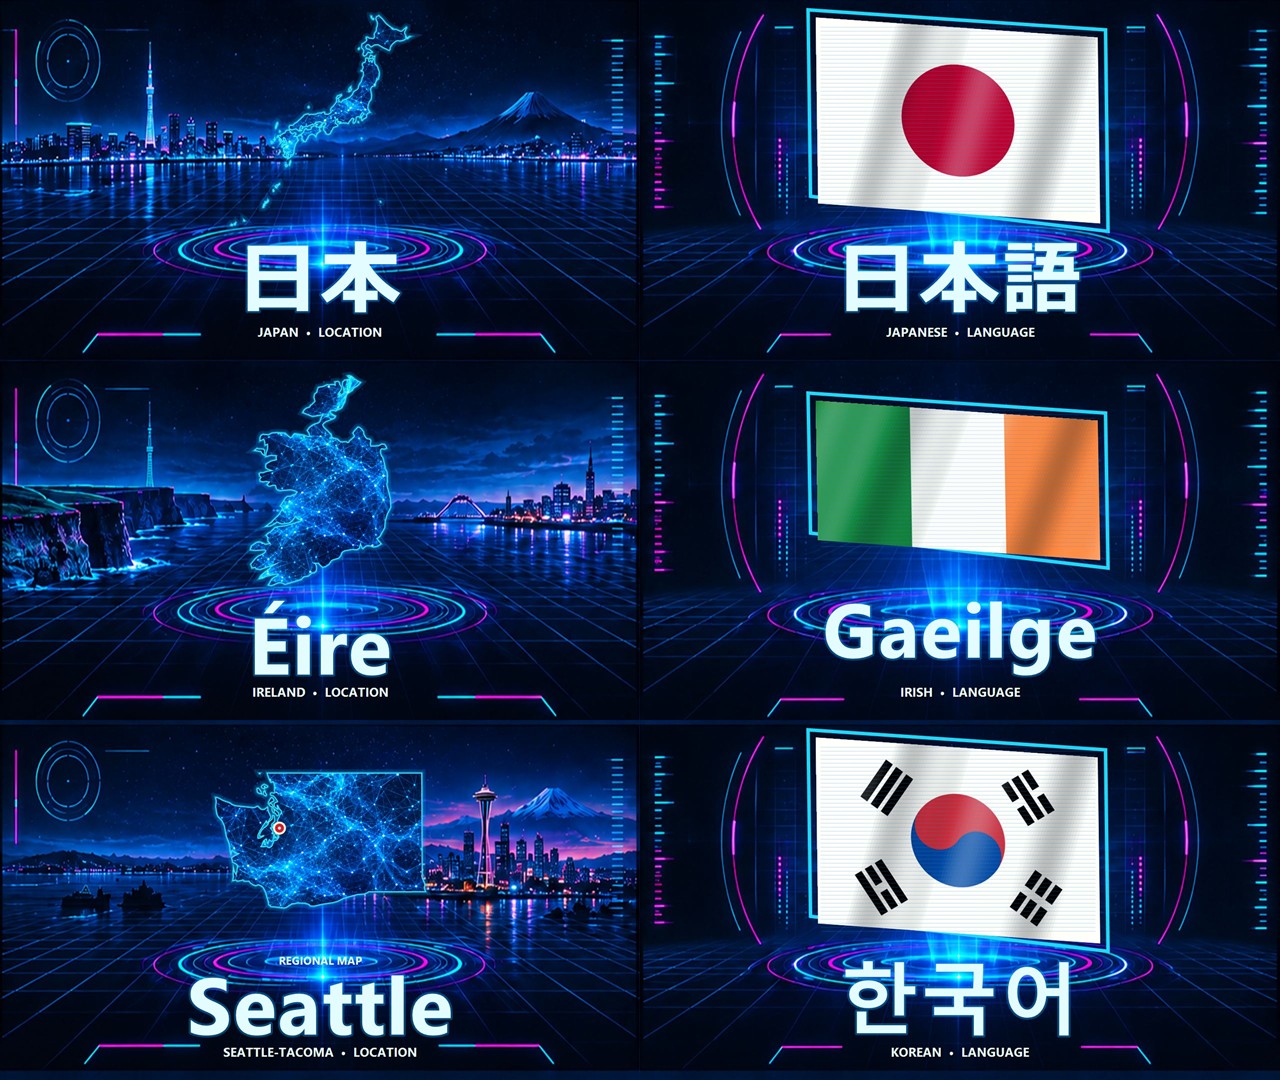 日本
JAPAN • LOCATION
日本語
JAPANESE • LANGUAGE
Éire
IRELAND • LOCATION
Gaeilge
IRISH • LANGUAGE
REGIONAL MAP
Seattle
SEATTLE-TACOMA • LOCATION
한국어
KOREAN • LANGUAGE